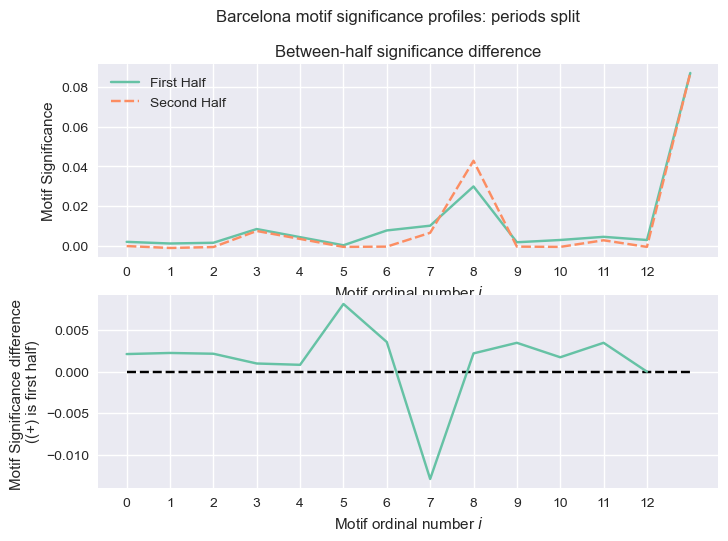 Barcelona motif significance profiles: periods split
Between-half significance difference
First Half
Second Half
Motif Significance
0.08
0.06
0.04
0.02
0.00
0 1 2 3 4 5 6 7 8 9 10 11 12
Motif ordinal number i
Motif Significance difference
((+) is first half)
0.005
0.000
−0.005
−0.010
0 1 2 3 4 5 6 7 8 9 10 11 12
Motif ordinal number i